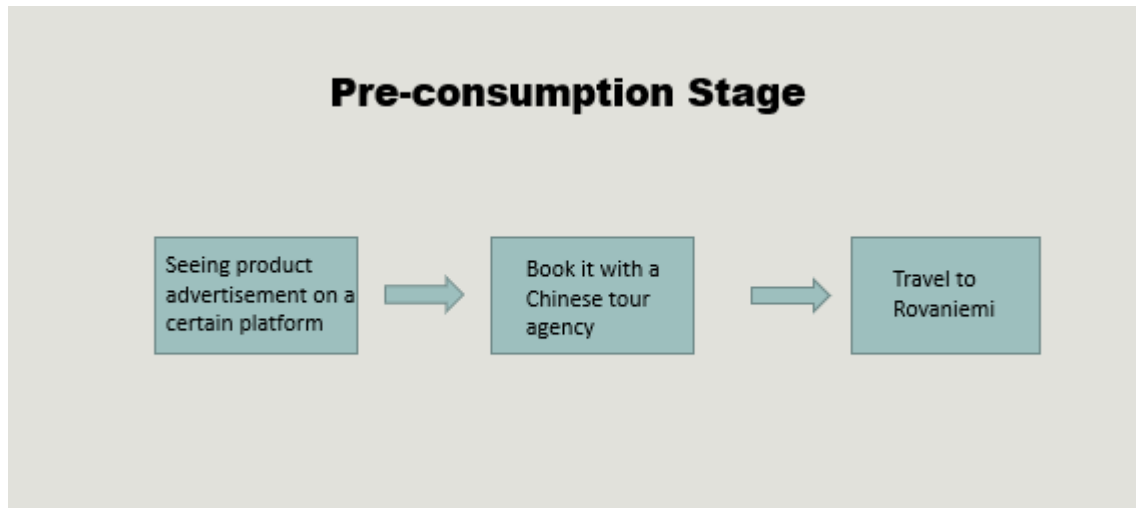 Pre-consumption Stage
Seeing product
advertisement on a
certain platform
Book it with a
Chinese tour
agency
Travel to
Rovaniemi